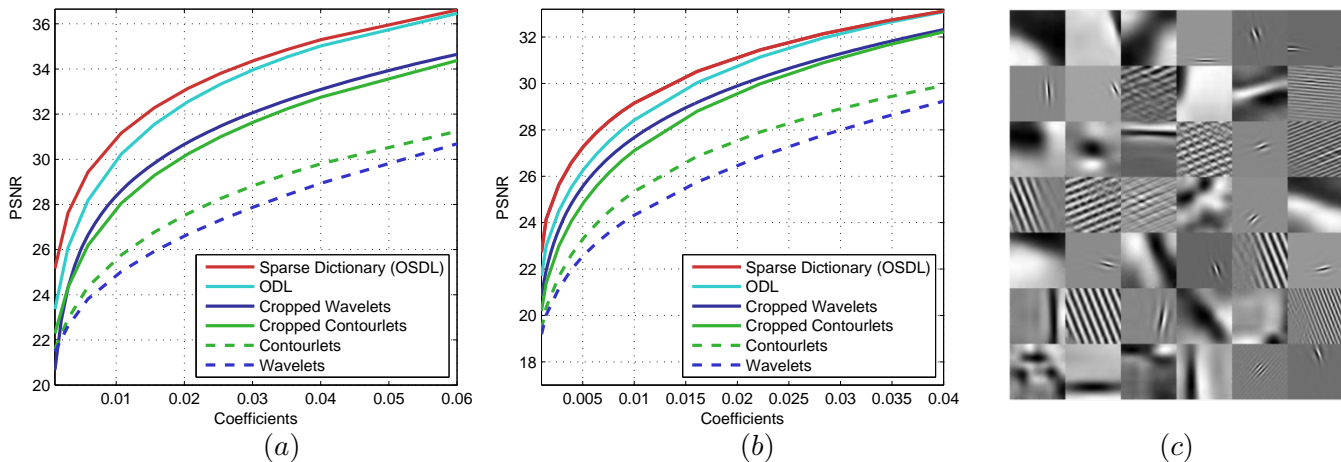 36
34
32
30
28
26
24
22
20
PSNR
0.01 0.02 0.03 0.04 0.05 0.06
Coefficients
Sparse Dictionary (OSDL)
ODL
Cropped Wavelets
Cropped Contourlets
Contourlets
Wavelets
(a)
32
30
28
26
24
22
20
18
PSNR
0.005 0.01 0.015 0.02 0.025 0.03 0.035 0.04
Coefficients
Sparse Dictionary (OSDL)
ODL
Cropped Wavelets
Cropped Contourlets
Contourlets
Wavelets
(b)
(c)